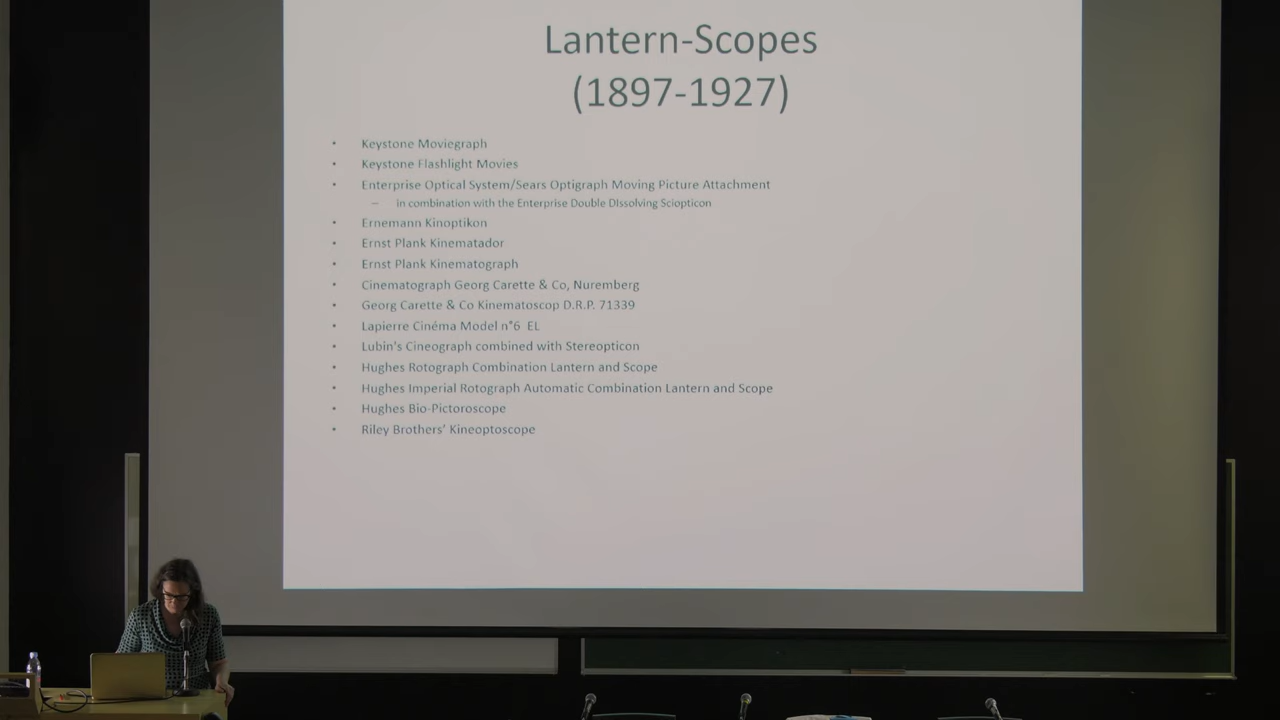 Lantern-Scopes
(1897-1927)
• Keystone Moviegraph
• Keystone Flashlight Movies
• Enterprise Optical System/Sears Optigraph Moving Picture Attachment
– in combination with the Enterprise Double DIssolving Sciopticon
• Ernemann Kinoptikon
• Ernst Plank Kinematador
• Ernst Plank Kinematograph
• Cinematograph Georg Carette & Co, Nuremberg
• Georg Carette & Co Kinematoscop D.R.P. 71339
• Lapierre Cinéma Model n°6 EL
• Lubin's Cineograph combined with Stereopticon
• Hughes Rotograph Combination Lantern and Scope
• Hughes Imperial Rotograph Automatic Combination Lantern and Scope
• Hughes Bio-Pictoroscope
• Riley Brothers' Kineoptoscope